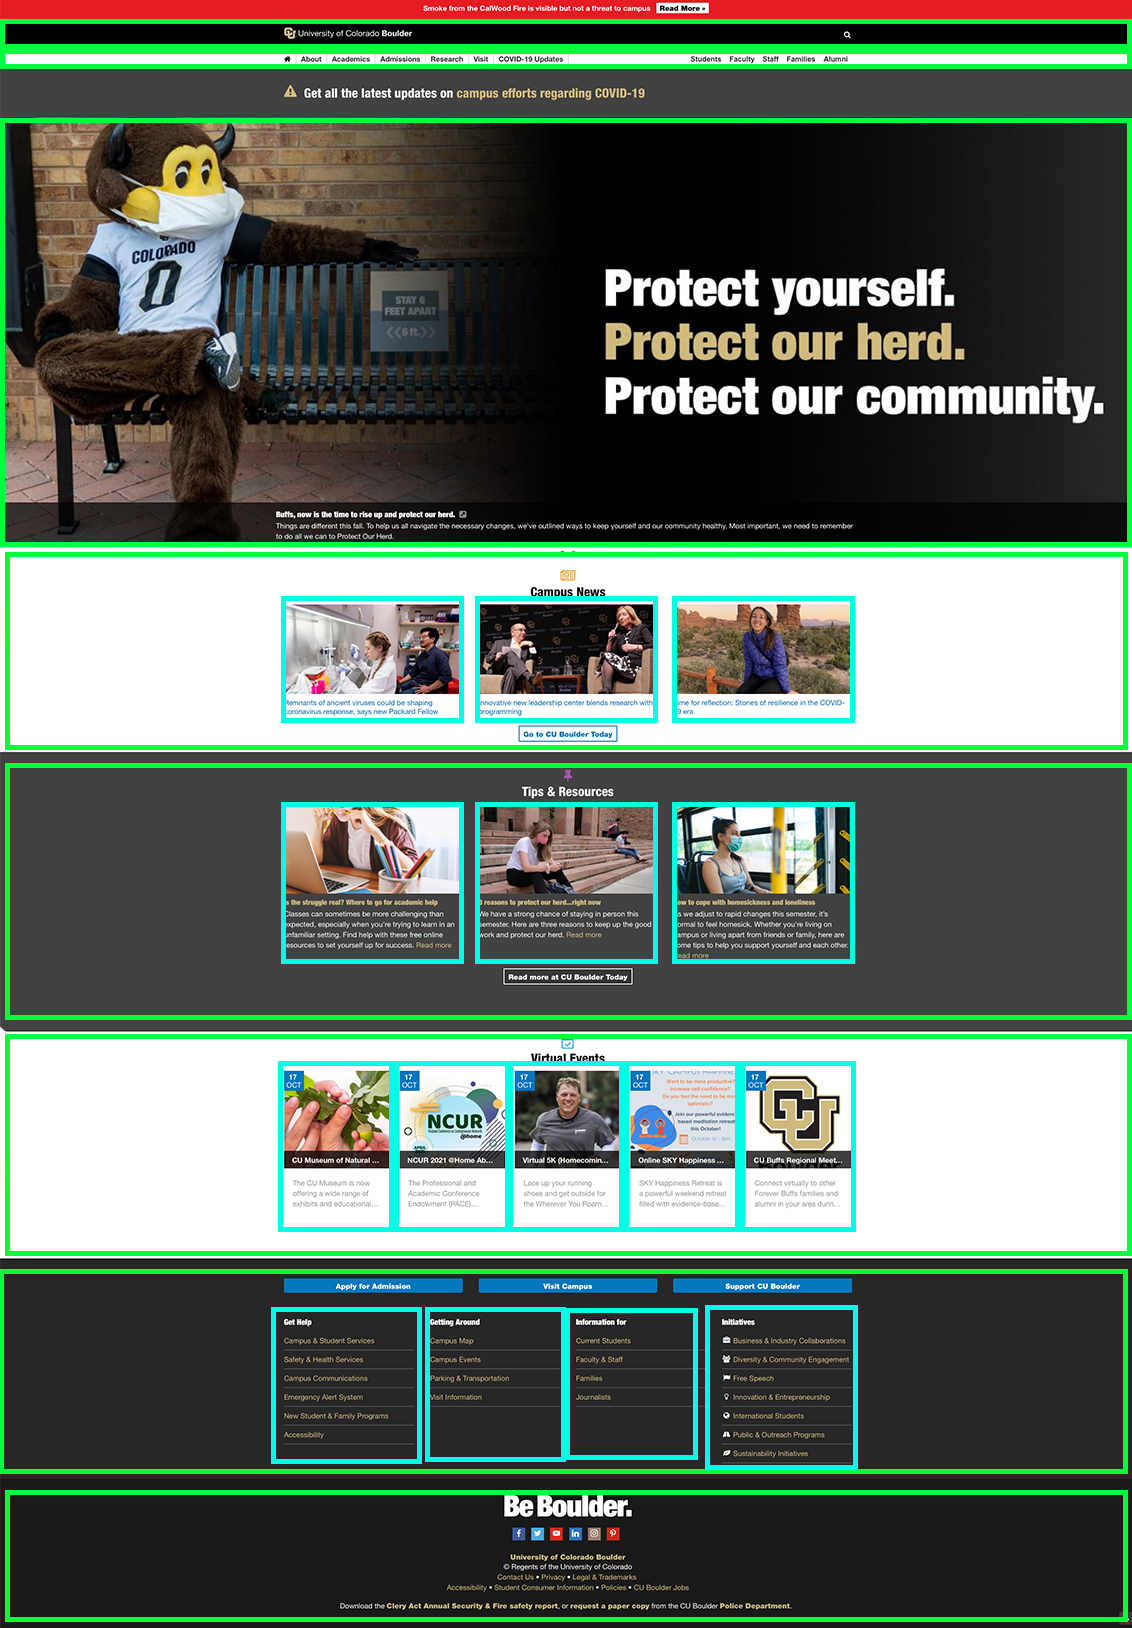 Smoke from the CalWood Fire is visible but not a threat to campus Read More »
University of Colorado Boulder
About Academics Admissions Research Visit COVID-19 Updates Students Faculty Staff Families Alumni
Get all the latest updates on campus efforts regarding COVID-19
COLORADO
0
STAY 6
FEET APART
<<6 ft.>>
Protect yourself.
Protect our herd.
Protect our community.
Buffs, now is the time to rise up and protect our herd.
Things are different this fall. To help us all navigate the necessary changes, we've outlined ways to keep yourself and our community healthy. Most important, we need to remember
to do all we can to Protect Our Herd.
Campus News
Remnants of ancient viruses could be shaping
coronavirus response, says new Packard Fellow
nnovative new leadership center blends research with
programming
ime for reflection: Stories of resilience in the COVID-
9 era
Go to CU Boulder Today
Tips & Resources
s the struggle real? Where to go for academic help
Classes can sometimes be more challenging than
expected, especially when you're trying to learn in an
unfamiliar setting. Find help with these free online
resources to set yourself up for success. Read more
3 reasons to protect our herd...right now
We have a strong chance of staying in person this
semester. Here are three reasons to keep up the good
work and protect our herd. Read more
ow to cope with homesickness and loneliness
s we adjust to rapid changes this semester, it's
ormal to feel homesick. Whether you're living on
ampus or living apart from friends or family, here are
ome tips to help you support yourself and each other.
ead more
Read more at CU Boulder Today
Virtual Events
17
OCT
CU Museum of Natural ...
The CU Museum is now
offering a wide range of
exhibits and educational...
17
OCT
NCUR
@home
APRIL
NCUR 2021 @Home Ab...
The Professional and
Academic Conference
Endowment (PACE)...
17
OCT
Virtual 5K (Homecomin...
Lace up your running
shoes and get outside for
the Wherever You Roam...
17
OCT
SKY CAMPUS HAPPINE
Want to be more productive?
Increase self-confidence?
Do you feel the need to be mo
optimistic?
Join our powerful eviden
based meditation retrea
this October!
October 16 - 18th
Online SKY Happiness ...
SKY Happiness Retreat is
a powerful weekend retreat
filled with evidence-base...
17
OCT
CU
CU Buffs Regional Meet...
Connect virtually to other
Forever Buffs families and
alumni in your area durin...
Apply for Admission Visit Campus Support CU Boulder
Get Help
Campus & Student Services
Safety & Health Services
Campus Communications
Emergency Alert System
New Student & Family Programs
Accessibility
Getting Around
Campus Map
Campus Events
Parking & Transportation
Visit Information
Information for
Current Students
Faculty & Staff
Families
Journalists
Initiatives
Business & Industry Collaborations
Diversity & Community Engagement
Free Speech
Innovation & Entrepreneurship
International Students
Public & Outreach Programs
Sustainability Initiatives
Be Boulder.
University of Colorado Boulder
© Regents of the University of Colorado
Contact Us • Privacy • Legal & Trademarks
Accessibility • Student Consumer Information • Policies • CU Boulder Jobs
Download the Clery Act Annual Security & Fire safety report, or request a paper copy from the CU Boulder Police Department.